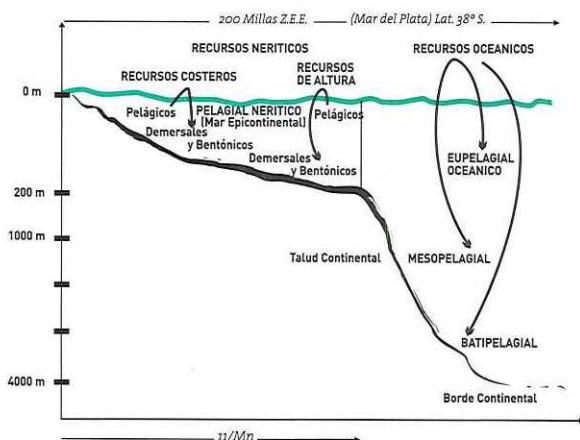 200 Millas Z.E.E. (Mar del Plata) Lat. 38º S.
RECURSOS NERITICOS
RECURSOS OCEANICOS
RECURSOS COSTEROS
RECURSOS
DE ALTURA
0 m
Pelágicos
PELAGIAL NERITICO
(Mar Epicontinental)
Pelágicos
Demersales
y Bentónicos
Demersales
y Bentónicos
EUPELAGIAL
OCEANICO
200 m
1000 m
Talud Continental
MESOPELAGIAL
BATIPELAGIAL
4000 m
Borde Continental
11/Mn